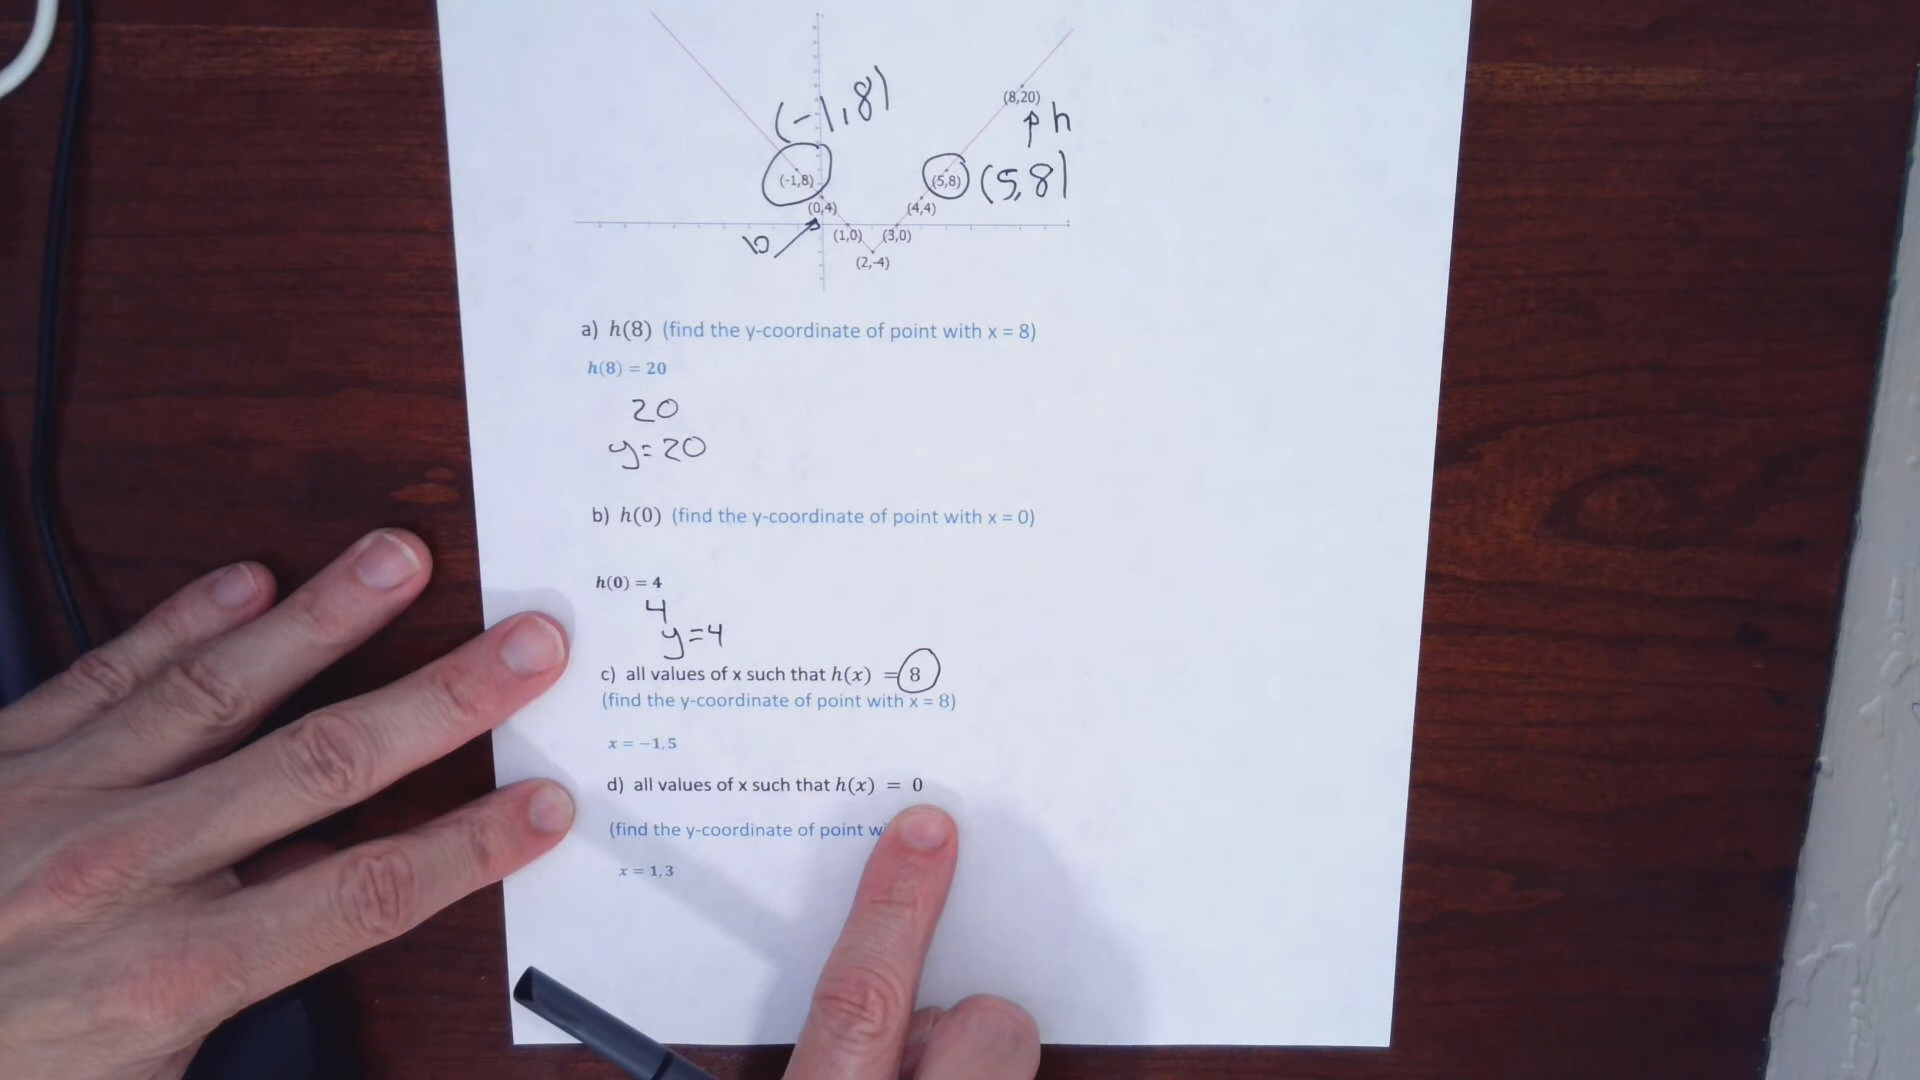 (-1,8)
(8,20)
h
(-1,8)
(5,8)
(5,8)
(0,4)
(4,4)
b
(1,0)
(3,0)
(2,-4)
a) h(8) (find the y-coordinate of point with x = 8)
h(8) = 20
20
y=20
b) h(0) (find the y-coordinate of point with x = 0)
h(0) = 4
4
y=4
c) all values of x such that h(x) = 8
(find the y-coordinate of point with x = 8)
x = −1, 5
d) all values of x such that h(x) = 0
(find the y-coordinate of point
x = 1, 3